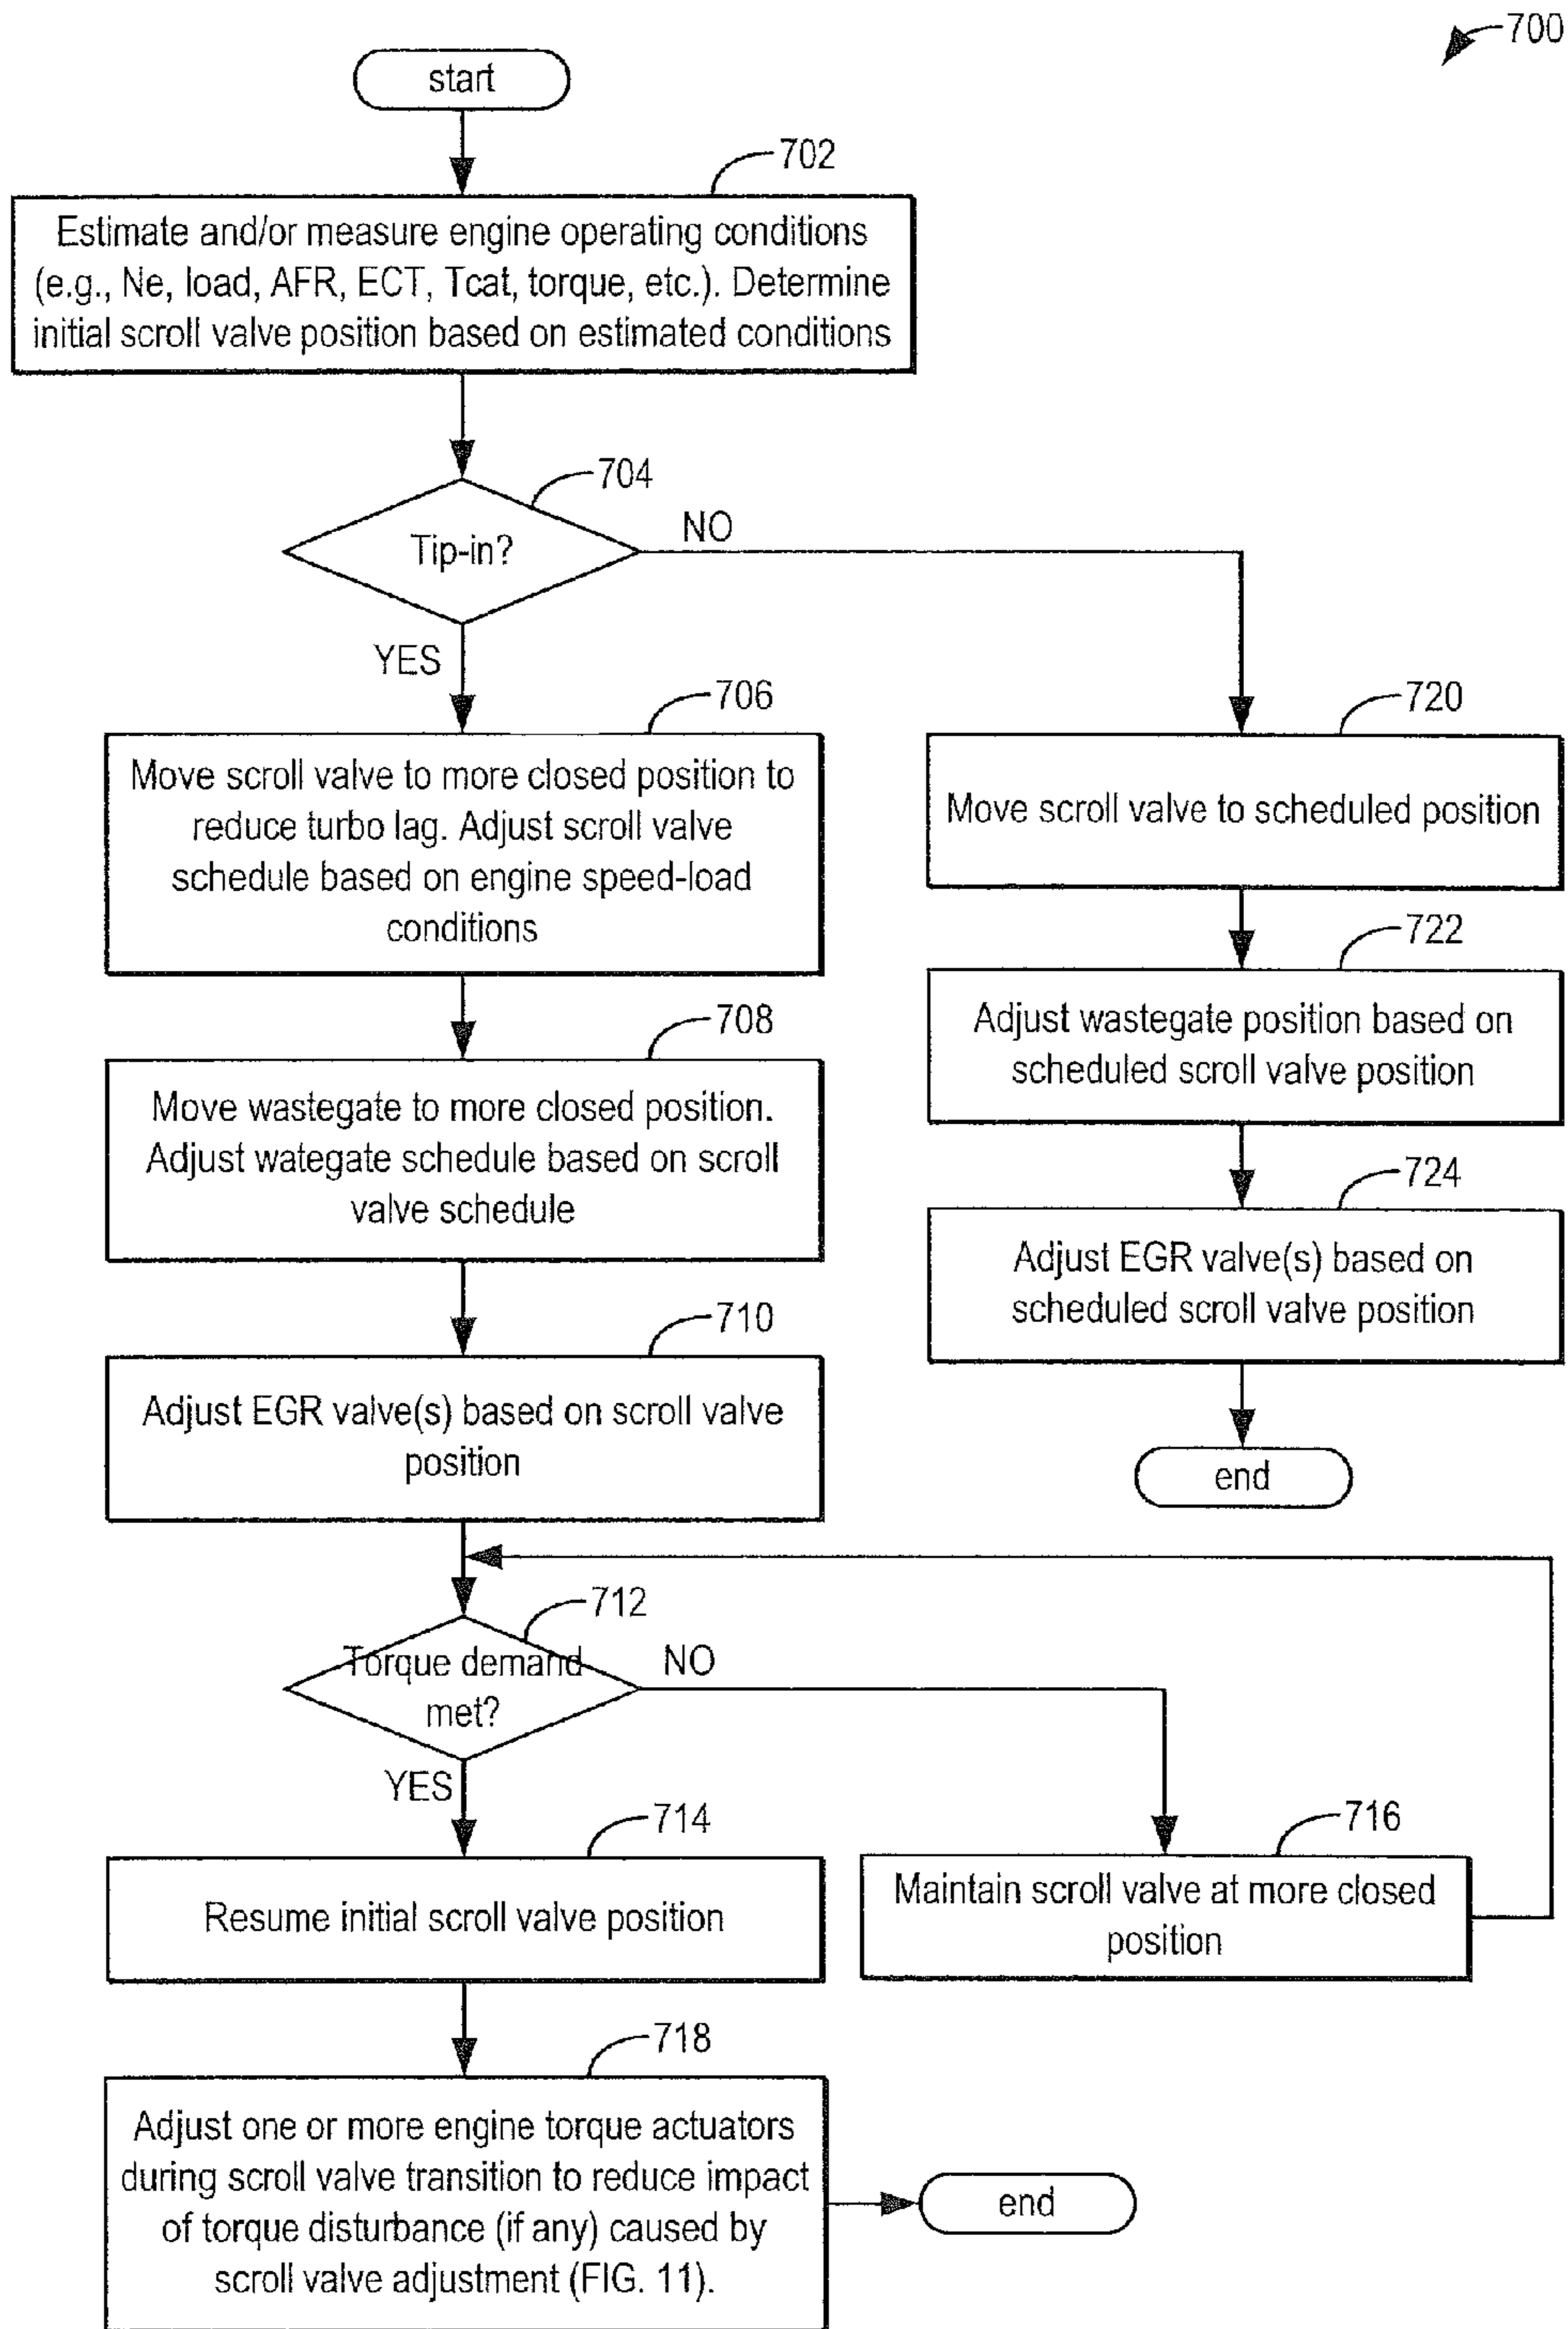 700
start
702
Estimate and/or measure engine operating conditions
(e.g., Ne, load, AFR, ECT, Tcat, torque, etc.). Determine
initial scroll valve position based on estimated conditions
704
Tip-in?
NO
YES
706
Move scroll valve to more closed position to
reduce turbo lag. Adjust scroll valve
schedule based on engine speed-load
conditions
708
Move wastegate to more closed position.
Adjust wategate schedule based on scroll
valve schedule
710
Adjust EGR valve(s) based on scroll valve
position
720
Move scroll valve to scheduled position
722
Adjust wastegate position based on
scheduled scroll valve position
724
Adjust EGR valve(s) based on
scheduled scroll valve position
end
712
Torque demand
met?
NO
YES
714
Resume initial scroll valve position
716
Maintain scroll valve at more closed
position
718
Adjust one or more engine torque actuators
during scroll valve transition to reduce impact
of torque disturbance (if any) caused by
scroll valve adjustment (FIG. 11).
end